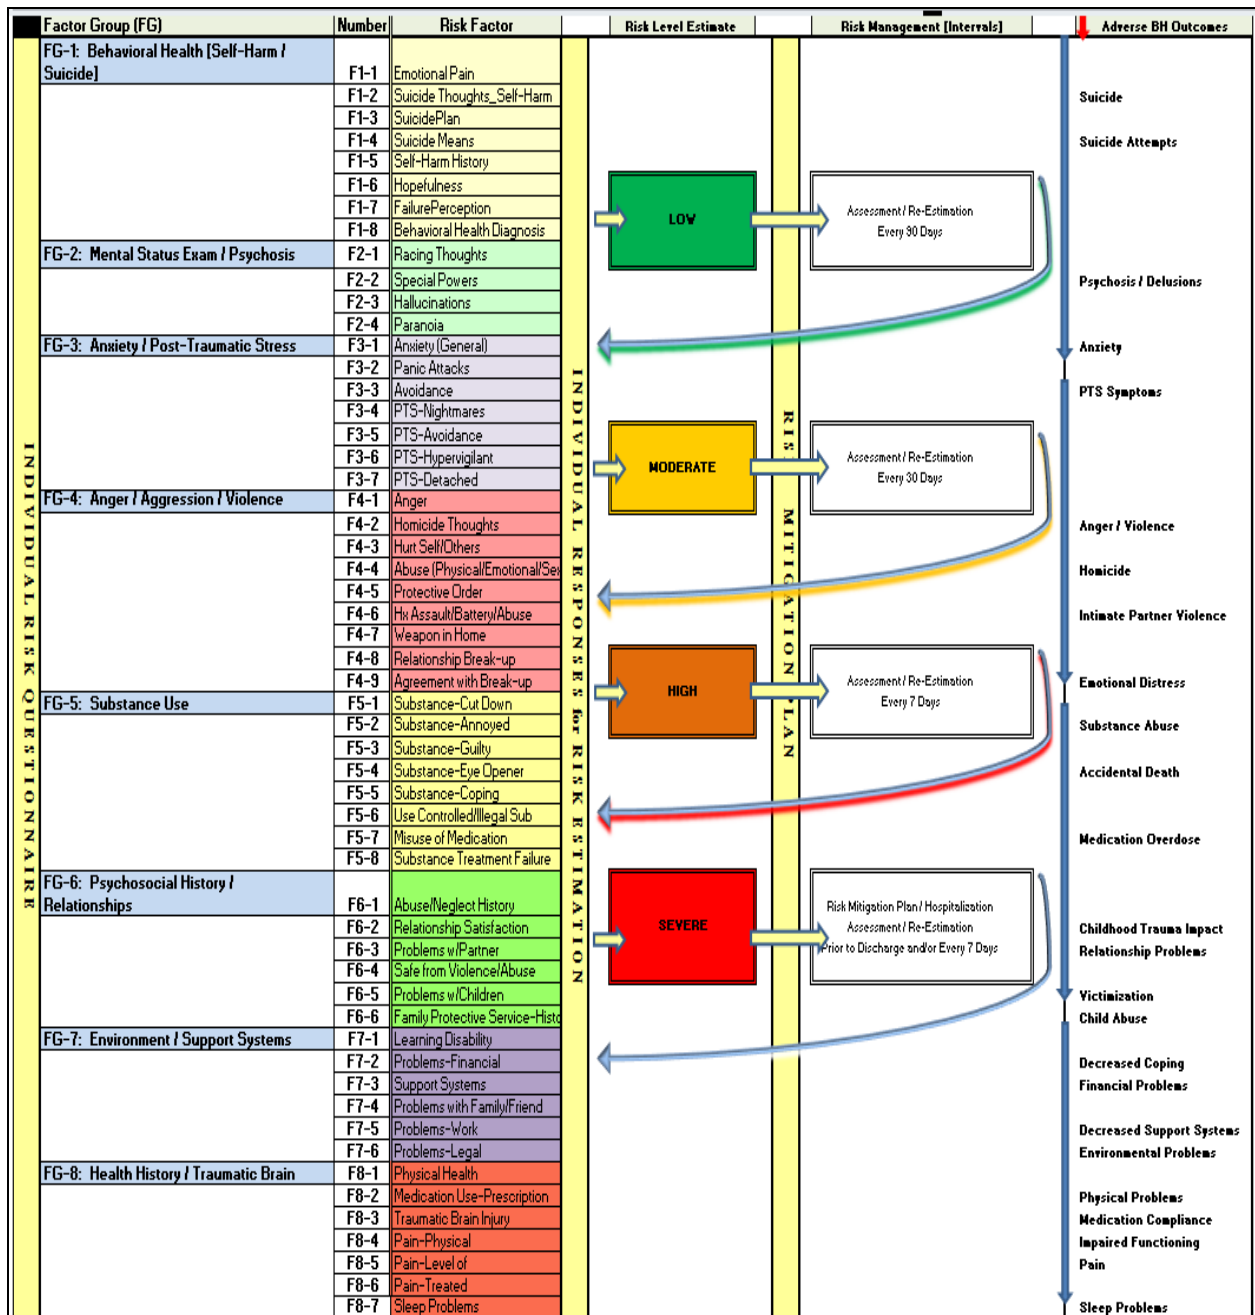 Factor Group (FG) Number Risk Factor Risk Level Estimate Risk Management [Intervals] Adverse BH Outcomes
FG-1: Behavioral Health [Self-Harm /
Suicide] F1-1 Emotional Pain
F1-2 Suicide Thoughts_Self-Harm Suicide
F1-3 SuicidePlan
F1-4 Suicide Means Suicide Attempts
F1-5 Self-Harm History
F1-6 Hopefulness
F1-7 FailurePerception
F1-8 Behavioral Health Diagnosis
LOW
Assessment / Re-Estimation
Every 90 Days
FG-2: Mental Status Exam / Psychosis F2-1 Racing Thoughts
F2-2 Special Powers Psychosis / Delusions
F2-3 Hallucinations
F2-4 Paranoia
FG-3: Anxiety / Post-Traumatic Stress F3-1 Anxiety (General) Anxiety
F3-2 Panic Attacks
F3-3 Avoidance PTS Symptoms
F3-4 PTS-Nightmares
F3-5 PTS-Avoidance
F3-6 PTS-Hypervigilant
F3-7 PTS-Detached
MODERATE
Assessment / Re-Estimation
Every 30 Days
FG-4: Anger / Aggression / Violence F4-1 Anger
F4-2 Homicide Thoughts Anger / Violence
F4-3 Hurt Self/Others
F4-4 Abuse (Physical/Emotional/Sex Homicide
F4-5 Protective Order
F4-6 Hx Assault/Battery/Abuse Intimate Partner Violence
F4-7 Weapon in Home
F4-8 Relationship Break-up
F4-9 Agreement with Break-up Emotional Distress
HIGH
Assessment / Re-Estimation
Every 7 Days
FG-5: Substance Use F5-1 Substance-Cut Down
F5-2 Substance-Annoyed Substance Abuse
F5-3 Substance-Guilty
F5-4 Substance-Eye Opener Accidental Death
F5-5 Substance-Coping
F5-6 Use Controlled/Illegal Sub
F5-7 Misuse of Medication Medication Overdose
F5-8 Substance Treatment Failure
FG-6: Psychosocial History /
Relationships F6-1 Abuse/Neglect History
F6-2 Relationship Satisfaction Childhood Trauma Impact
F6-3 Problems w/Partner Relationship Problems
F6-4 Safe from Violence/Abuse
F6-5 Problems w/Children Victimization
F6-6 Family Protective Service-Histo Child Abuse
SEVERE
Risk Mitigation Plan / Hospitalization
Assessment / Re-Estimation
Prior to Discharge and/or Every 7 Days
FG-7: Environment / Support Systems F7-1 Learning Disability
F7-2 Problems-Financial Decreased Coping
F7-3 Support Systems Financial Problems
F7-4 Problems with Family/Friend
F7-5 Problems-Work Decreased Support Systems
F7-6 Problems-Legal Environmental Problems
FG-8: Health History / Traumatic Brain F8-1 Physical Health
F8-2 Medication Use-Prescription Physical Problems
F8-3 Traumatic Brain Injury Medication Compliance
F8-4 Pain-Physical Impaired Functioning
F8-5 Pain-Level of Pain
F8-6 Pain-Treated
F8-7 Sleep Problems Sleep Problems
INDIVIDUAL RISK QUESTIONNAIRE
INDIVIDUAL RESPONSES for RISK ESTIMATION
MITIGATION